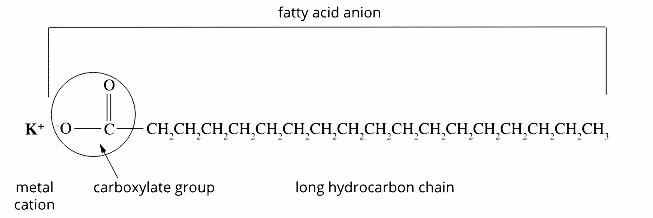 fatty acid anion
O
K⁺ ⁻O—C—CH₂CH₂CH₂CH₂CH₂CH₂CH₂CH₂CH₂CH₂CH₂CH₂CH₂CH₂CH₂CH₂CH₃
metal cation
carboxylate group
long hydrocarbon chain